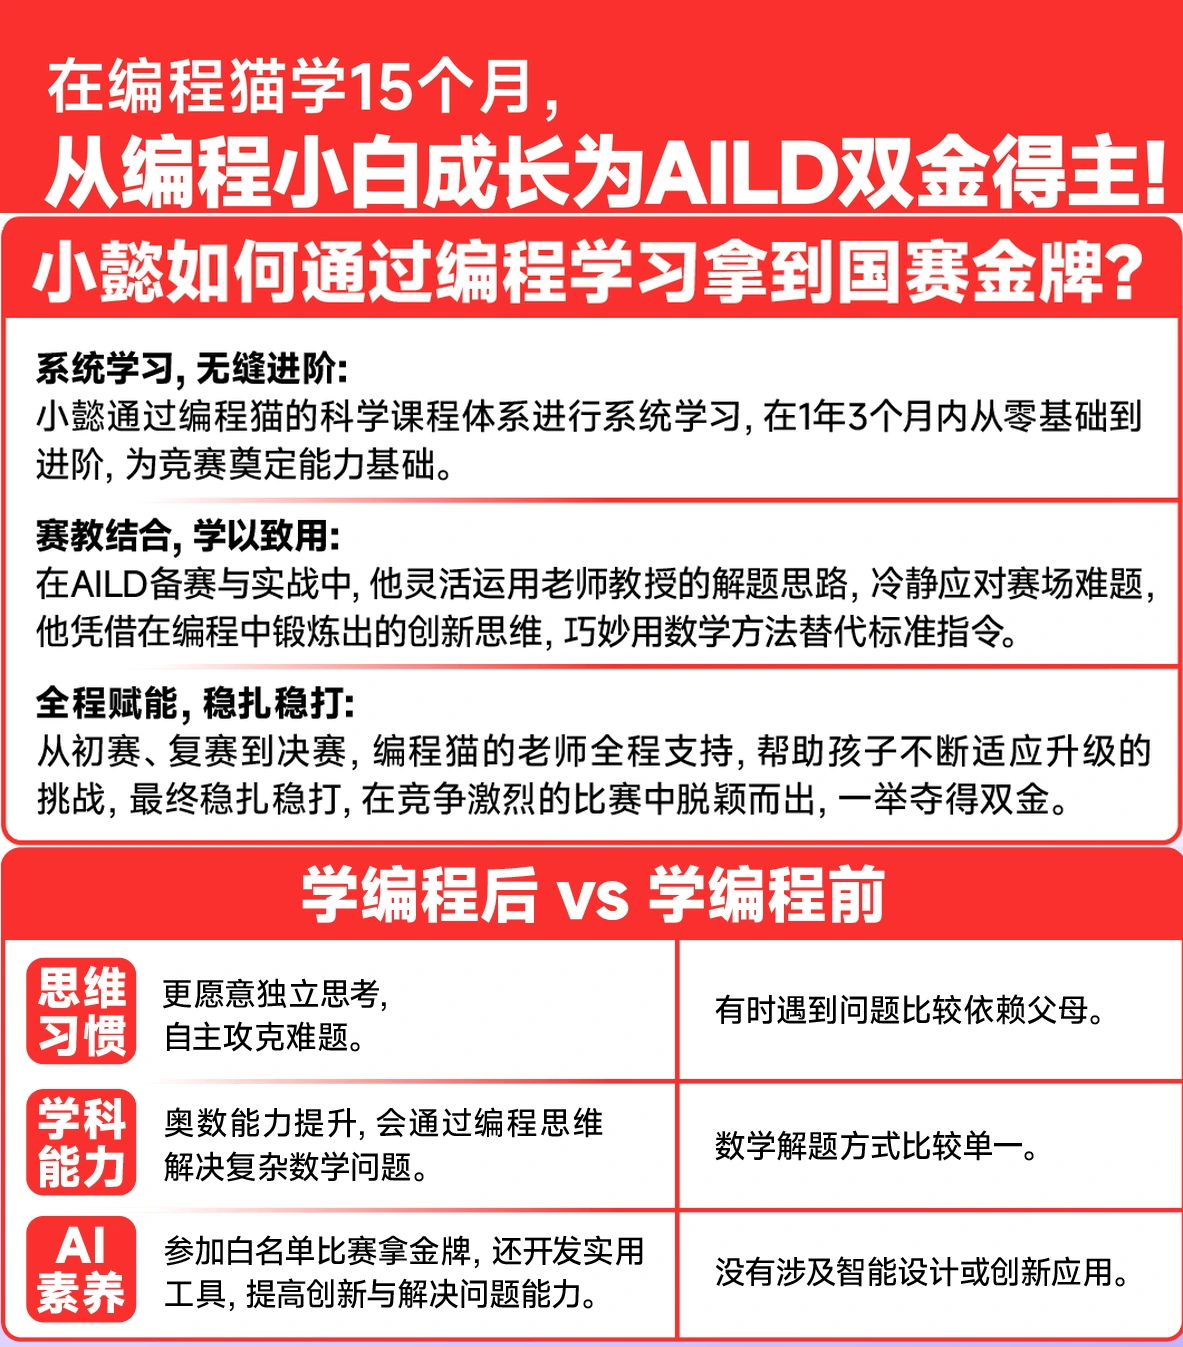 在编程猫学15个月，
从编程小白成长为AILD双金得主！
小懿如何通过编程学习拿到国赛金牌？
系统学习，无缝进阶：
小懿通过编程猫的科学课程体系进行系统学习，在1年3个月内从零基础到
进阶，为竞赛奠定能力基础。
赛教结合，学以致用：
在AILD备赛与实战中，他灵活运用老师教授的解题思路，冷静应对赛场难题，
他凭借在编程中锻炼出的创新思维，巧妙用数学方法替代标准指令。
全程赋能，稳扎稳打：
从初赛、复赛到决赛，编程猫的老师全程支持，帮助孩子不断适应升级的
挑战，最终稳扎稳打，在竞争激烈的比赛中脱颖而出，一举夺得双金。
学编程后 vs 学编程前
思维
习惯
更愿意独立思考，
自主攻克难题。
有时遇到问题比较依赖父母。
学科
能力
奥数能力提升，会通过编程思维
解决复杂数学问题。
数学解题方式比较单一。
AI
素养
参加白名单比赛拿金牌，还开发实用
工具，提高创新与解决问题能力。
没有涉及智能设计或创新应用。